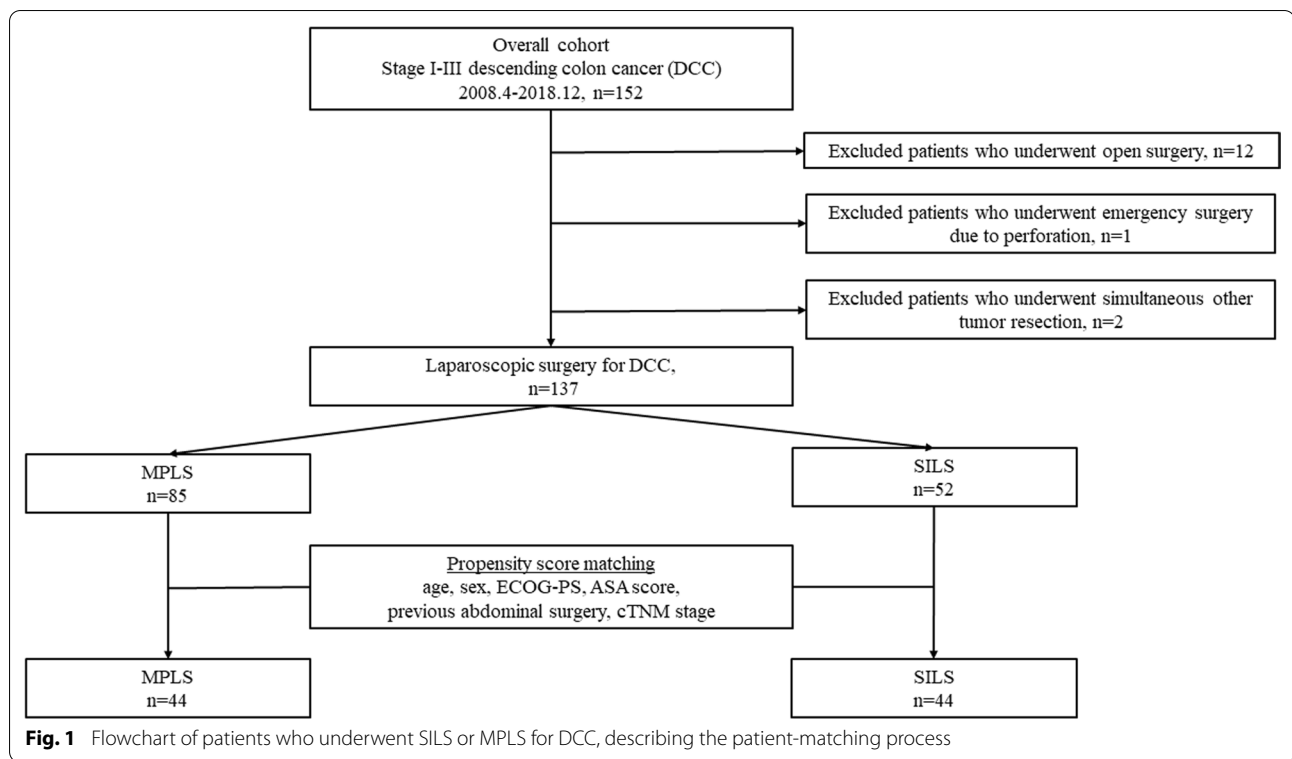 Overall cohort
Stage I-III descending colon cancer (DCC)
2008.4-2018.12, n=152
Excluded patients who underwent open surgery, n=12
Excluded patients who underwent emergency surgery
due to perforation, n=1
Excluded patients who underwent simultaneous other
tumor resection, n=2
Laparoscopic surgery for DCC,
n=137
MPLS
n=85
SILS
n=52
Propensity score matching
age, sex, ECOG-PS, ASA score,
previous abdominal surgery, cTNM stage
MPLS
n=44
SILS
n=44
Fig. 1 Flowchart of patients who underwent SILS or MPLS for DCC, describing the patient-matching process